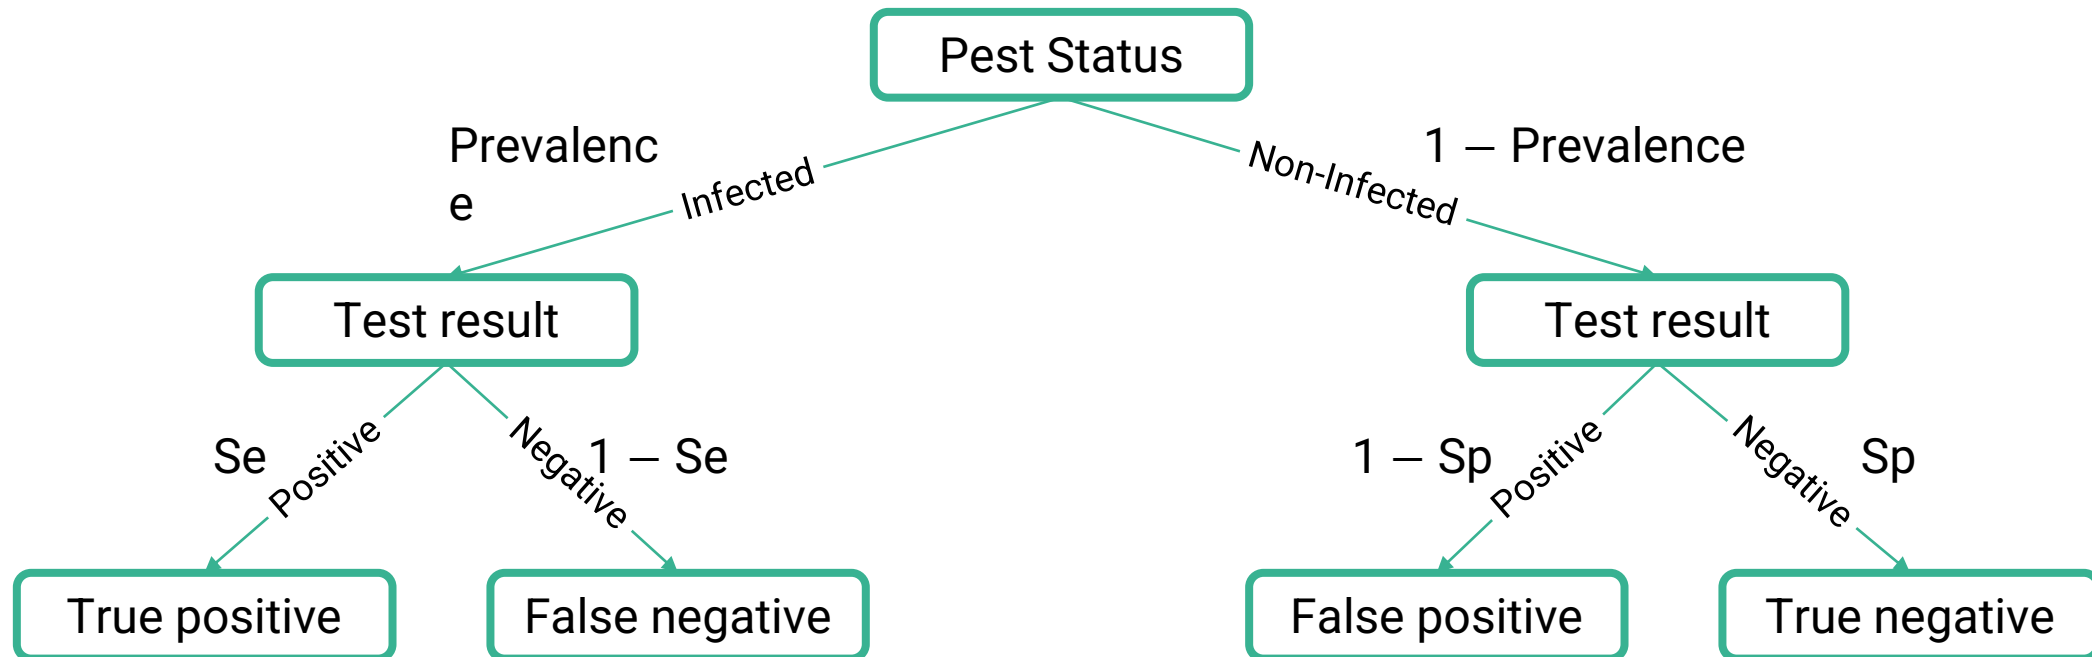 Pest Status
Prevalenc
e
Infected
Non-Infected
1 – Prevalence
Test result
Test result
Se
Positive
Negative
1 – Se
1 – Sp
Positive
Negative
Sp
True positive
False negative
False positive
True negative